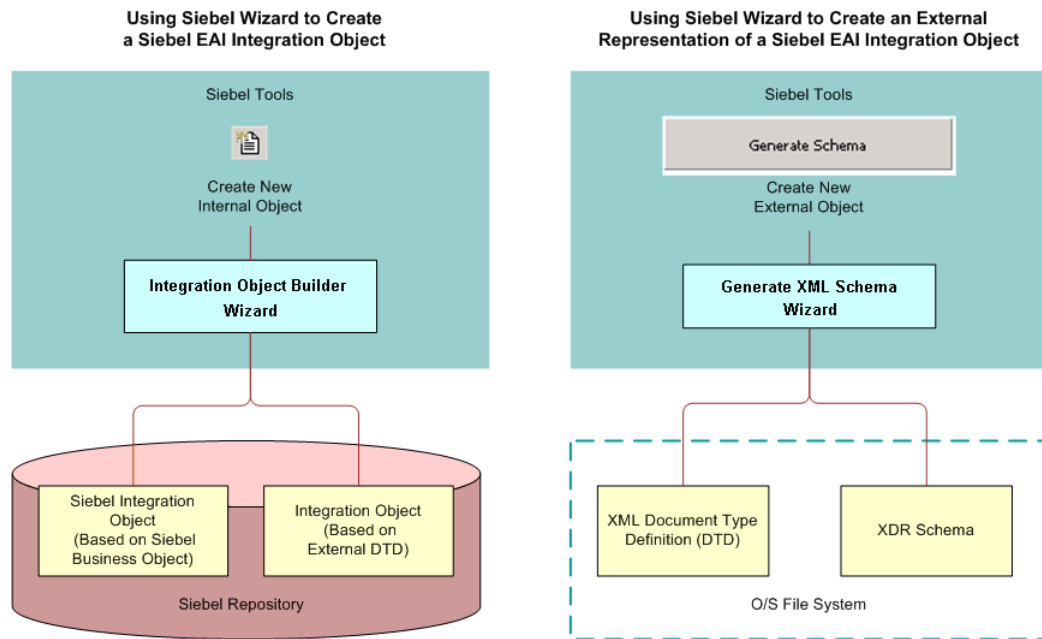 Using Siebel Wizard to Create
a Siebel EAI Integration Object
Siebel Tools
Create New
Internal Object
Integration Object Builder
Wizard
Siebel Integration
Object
(Based on Siebel
Business Object)
Integration Object
(Based on
External DTD)
Siebel Repository
Using Siebel Wizard to Create an External
Representation of a Siebel EAI Integration Object
Siebel Tools
Generate Schema
Create New
External Object
Generate XML Schema
Wizard
XML Document Type
Definition (DTD)
XDR Schema
O/S File System